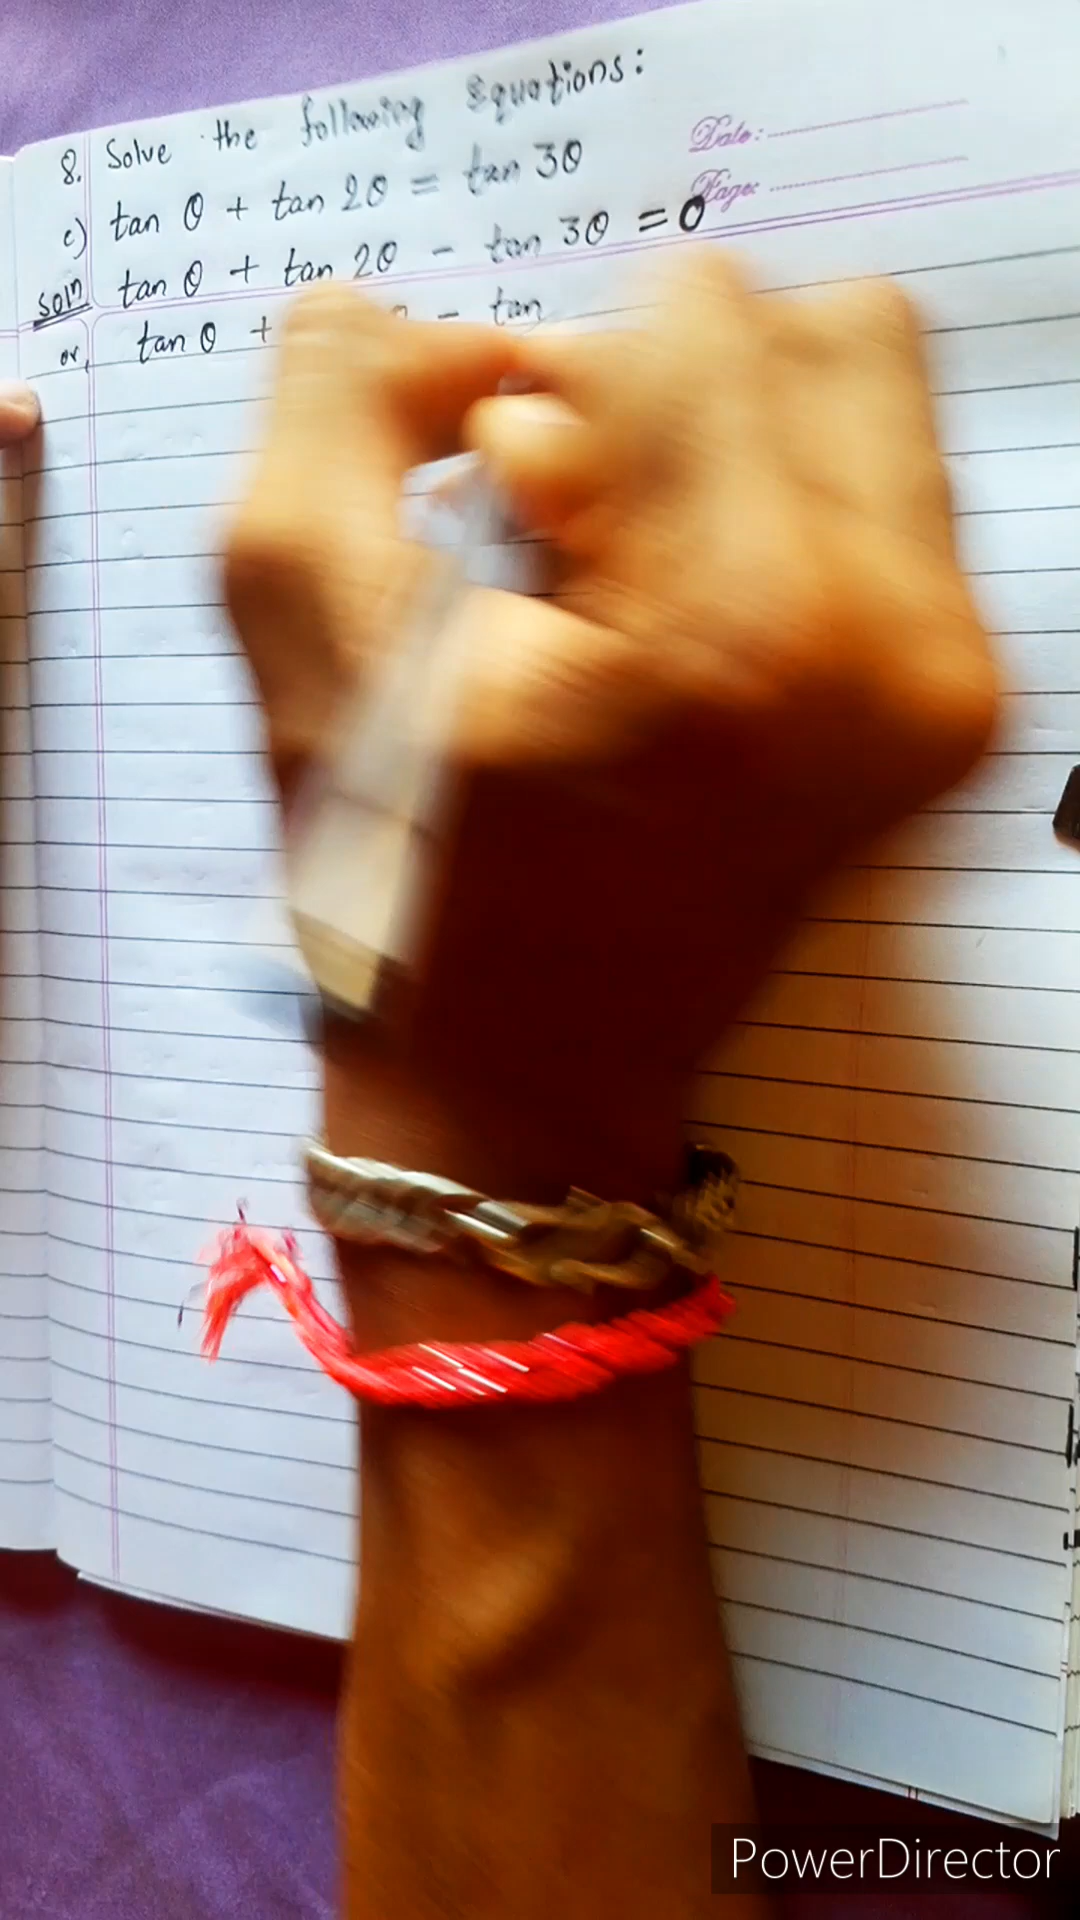 8. Solve the following Equations:
Date:
c) tan θ + tan 2θ = tan 3θ
Page:
soln tan θ + tan 2θ - tan 3θ = 0
or, tan θ + - tan
PowerDirector